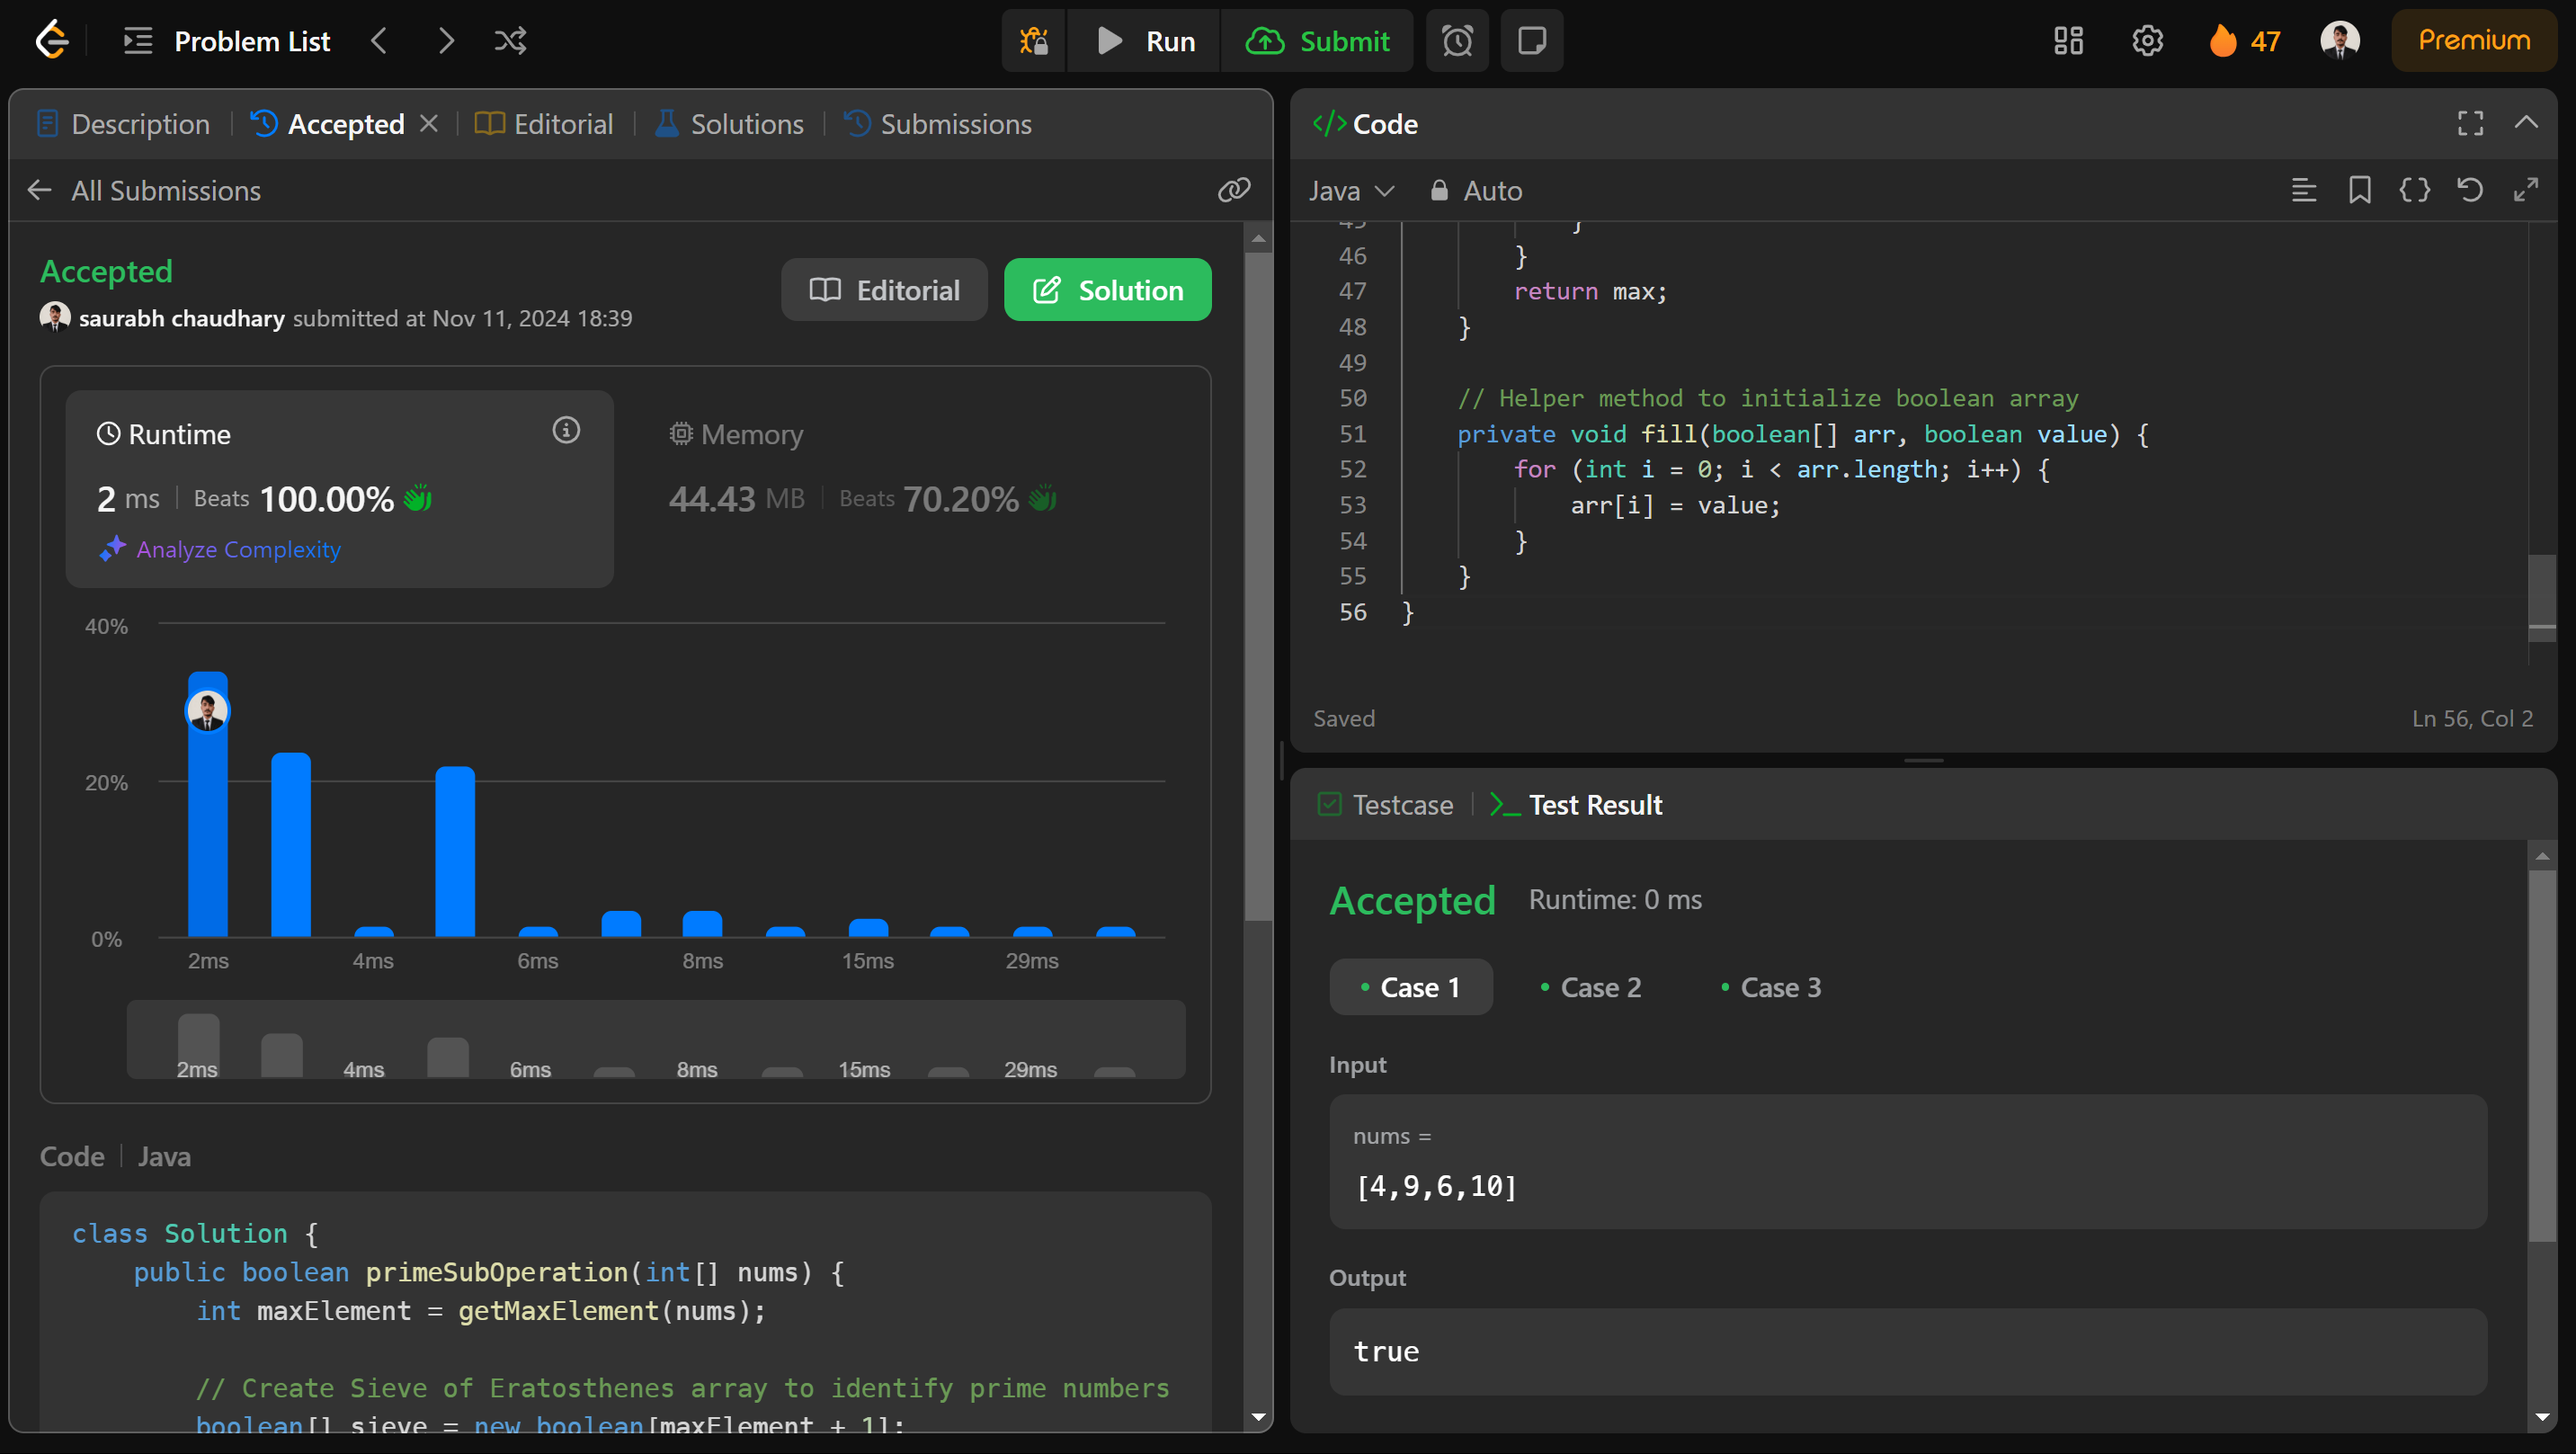 Problem List
Run
Submit
47
Premium
Description
Accepted
Editorial
Solutions
Submissions
All Submissions
Accepted
saurabh chaudhary submitted at Nov 11, 2024 18:39
Editorial
Solution
Runtime
2 ms
Beats 100.00%
Analyze Complexity
Memory
44.43 MB
Beats 70.20%
40%
20%
0%
2ms 4ms 6ms 8ms 15ms 29ms
2ms 4ms 6ms 8ms 15ms 29ms
Code
Java
class Solution {
public boolean primeSubOperation(int[] nums) {
int maxElement = getMaxElement(nums);
// Create Sieve of Eratosthenes array to identify prime numbers
boolean[] sieve = new boolean[maxElement + 1];
Code
Java
Auto
45 }
46 }
47 return max;
48 }
49
50 // Helper method to initialize boolean array
51 private void fill(boolean[] arr, boolean value) {
52 for (int i = 0; i < arr.length; i++) {
53 arr[i] = value;
54 }
55 }
56 }
Saved
Ln 56, Col 2
Testcase
Test Result
Accepted
Runtime: 0 ms
Case 1
Case 2
Case 3
Input
nums =
[4,9,6,10]
Output
true